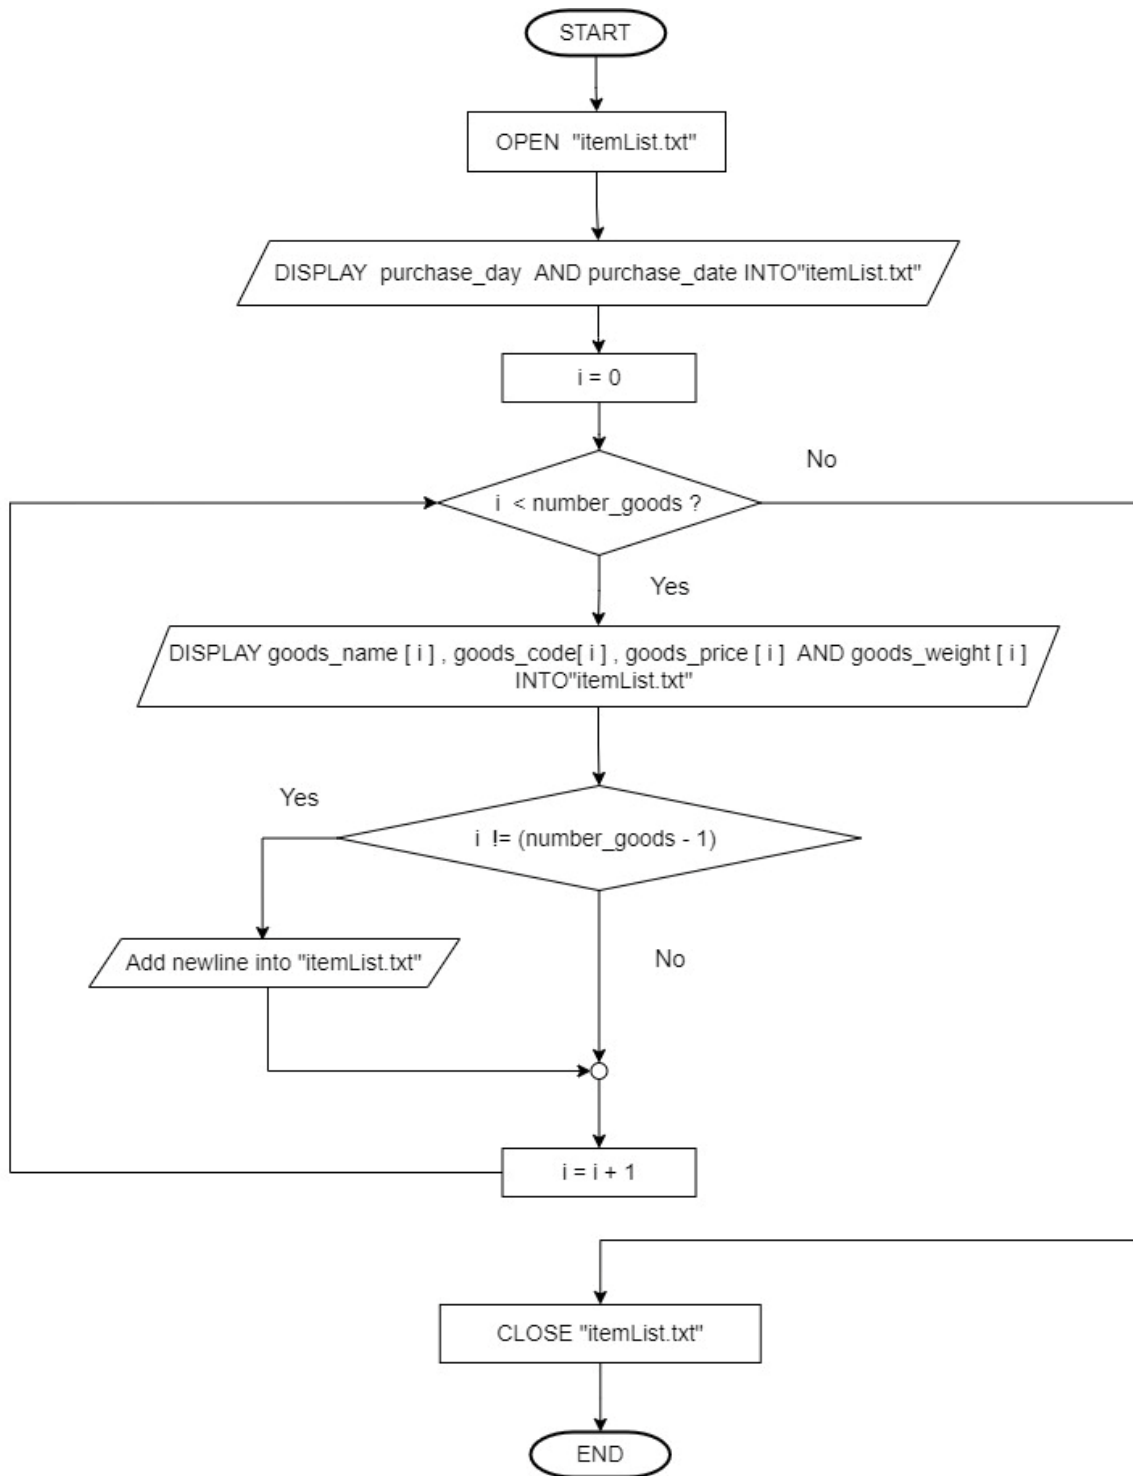 START
OPEN "itemList.txt"
DISPLAY purchase_day AND purchase_date INTO"itemList.txt"
i = 0
No
i < number_goods ?
Yes
DISPLAY goods_name [ i ] , goods_code[ i ] , goods_price [ i ] AND goods_weight [ i ]
INTO"itemList.txt"
Yes
i != (number_goods - 1)
No
Add newline into "itemList.txt"
i = i + 1
CLOSE "itemList.txt"
END